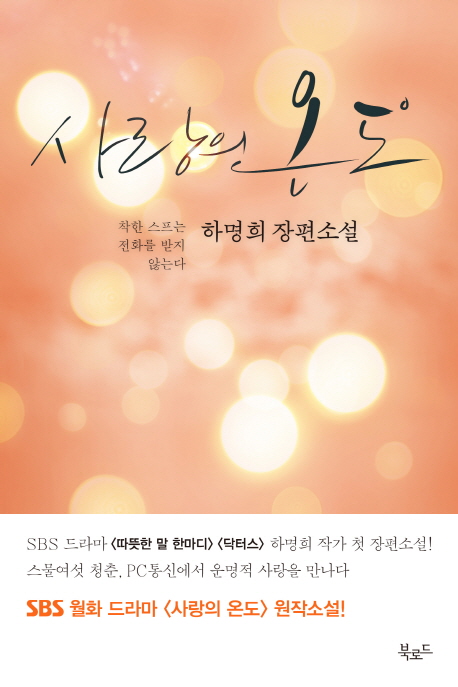 사랑의 온도
착한 스프는
전화를 받지
않는다
하명희 장편소설
SBS 드라마 <따뜻한 말 한마디> <닥터스> 하명희 작가 첫 장편소설!
스물여섯 청춘, PC통신에서 운명적 사랑을 만나다
SBS 월화 드라마 <사랑의 온도> 원작소설!
북로드